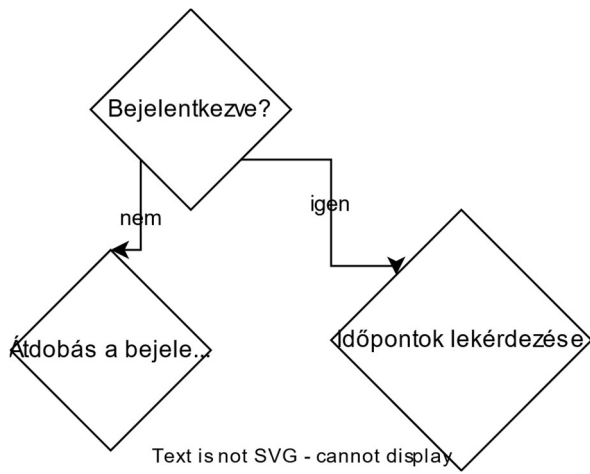 Bejelentkezve?
nem
igen
Átdobás a bejele...
Időpontok lekérdezése
Text is not SVG - cannot display